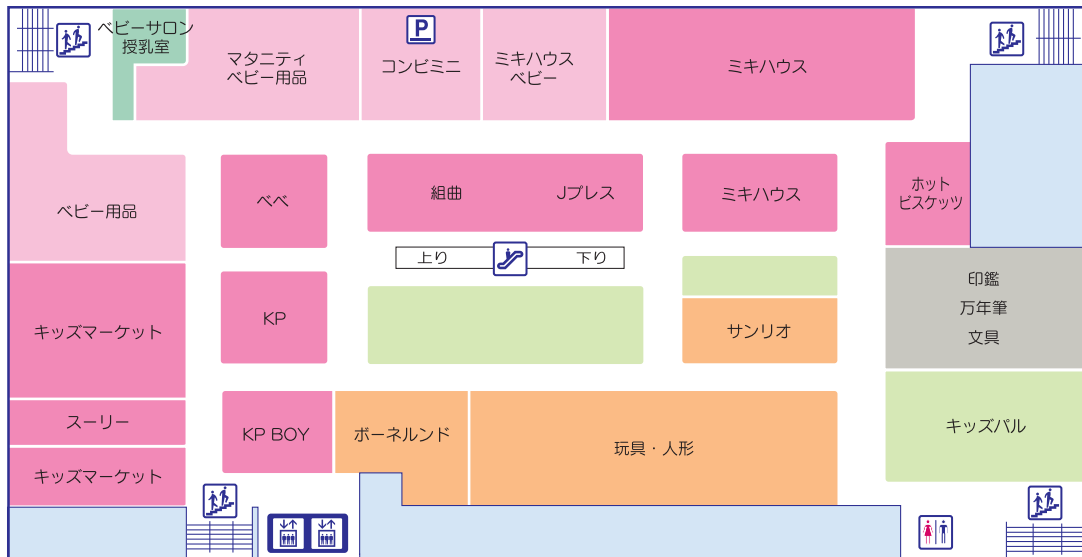 ベビーサロン
授乳室
マタニティ
ベビー用品
P
コンビミニ
ミキハウス
ベビー
ミキハウス
ベビー用品
べべ
組曲
Jプレス
ミキハウス
ホット
ビスケッツ
上り
下り
キッズマーケット
KP
サンリオ
印鑑
万年筆
文具
スーリー
KP BOY
ボーネルンド
玩具・人形
キッズパル
キッズマーケット